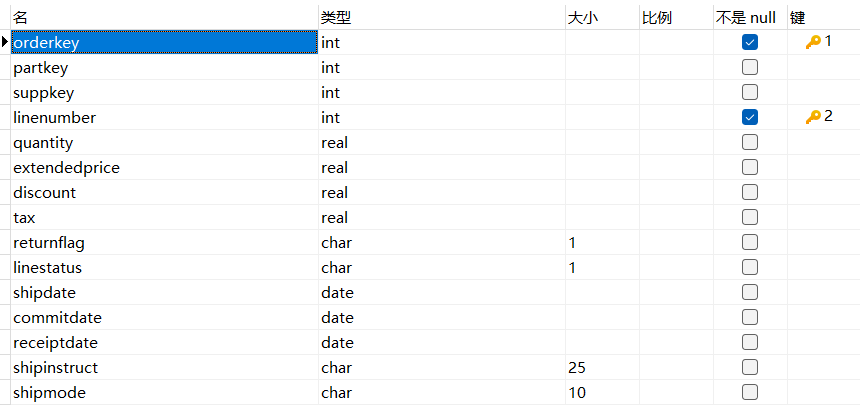 名 类型 大小 比例 不是 null 键
orderkey int 1
partkey int
suppkey int
linenumber int 2
quantity real
extendedprice real
discount real
tax real
returnflag char 1
linestatus char 1
shipdate date
commitdate date
receiptdate date
shipinstruct char 25
shipmode char 10